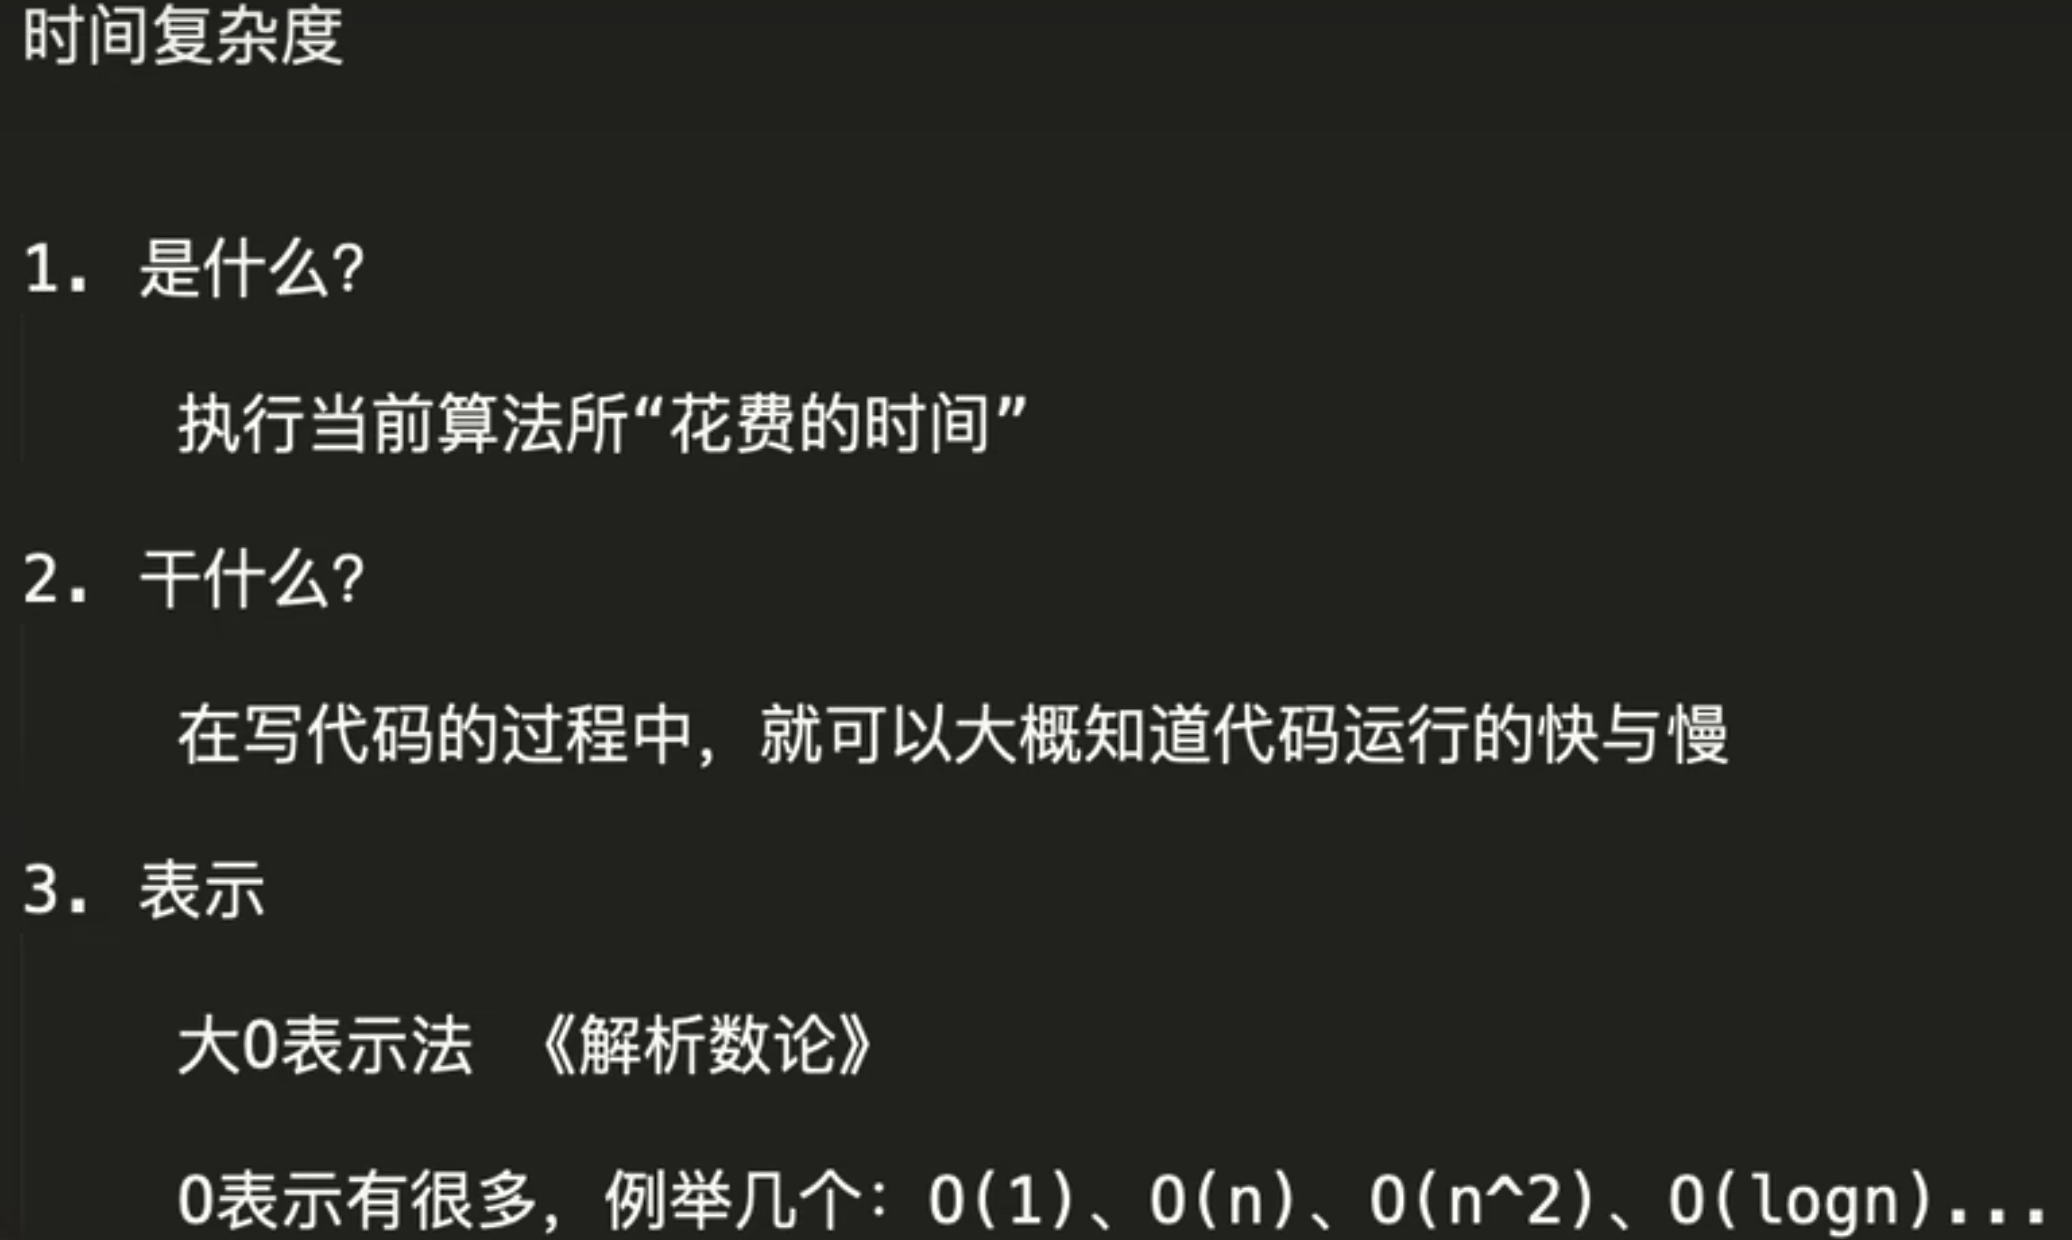 时间复杂度
1. 是什么?
执行当前算法所“花费的时间”
2. 干什么?
在写代码的过程中，就可以大概知道代码运行的快与慢
3. 表示
大O表示法 《解析数论》
O表示有很多，例举几个：O(1)、O(n)、O(n^2)、O(logn)...